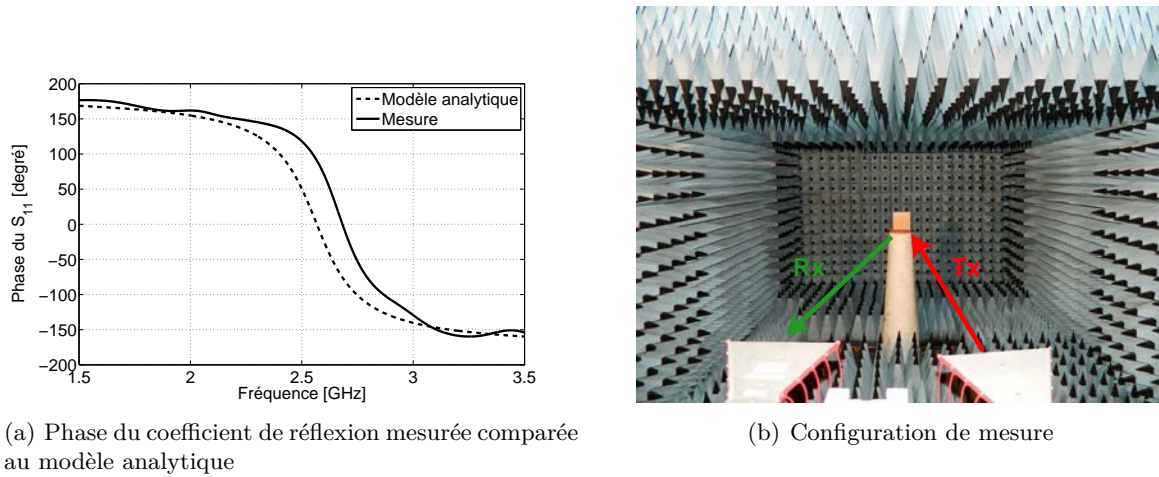 200
150
100
50
0
−50
−100
−150
−200
1.5
2
2.5
3
3.5
Phase du S11 [degré]
Fréquence [GHz]
Modèle analytique
Mesure
Rx
Tx
(a) Phase du coefficient de réflexion mesurée comparée
au modèle analytique
(b) Configuration de mesure